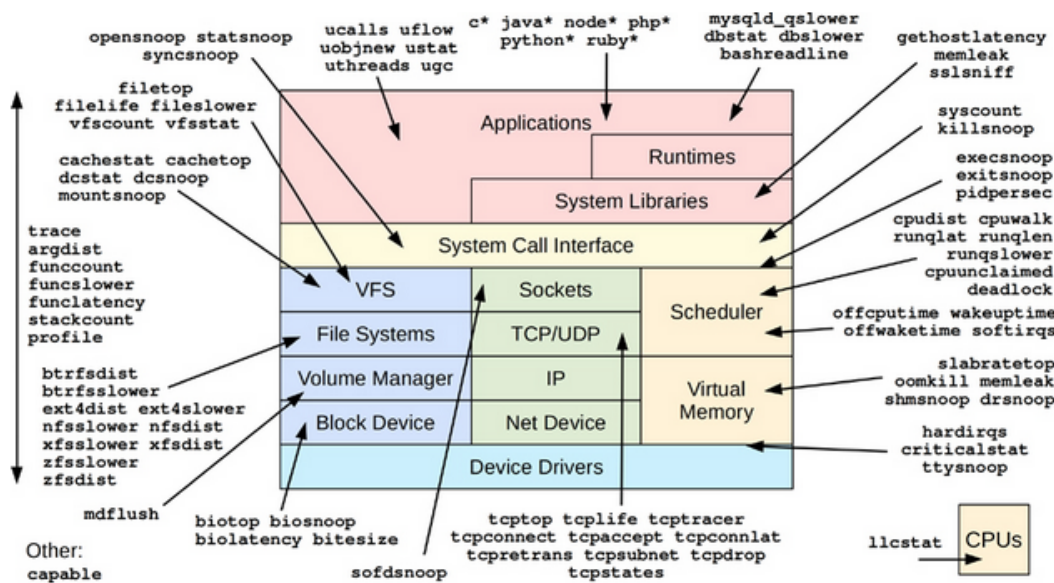 opensnoop statsnoop
syncsnoop
ucalls uflow
uobjnew ustat
uthreads ugc
c* java* node* php*
python* ruby*
mysqld_qslower
dbstat dbslower
bashreadline
gethostlatency
memleak
sslsniff
filetop
filelife fileslower
vfscount vfsstat
syscount
killsnoop
cachestat cachetop
dcstat dcsnoop
mountsnoop
execsnoop
exitsnoop
pidpersec
trace
argdist
funccount
funcslower
funclatency
stackcount
profile
cpudist cpuwalk
runqlat runqlen
runqslower
cpuunclaimed
deadlock
offcputime wakeuptime
offwaketime softirqs
btrfsdist
btrfsslower
ext4dist ext4slower
nfsslower nfsdist
xfsslower xfsdist
zfsslower
zfsdist
slabratetop
oomkill memleak
shmsnoop drsnoop
hardirqs
criticalstat
ttysnoop
Applications
Runtimes
System Libraries
System Call Interface
VFS
Sockets
Scheduler
File Systems
TCP/UDP
Volume Manager
IP
Virtual
Memory
Block Device
Net Device
Device Drivers
mdflush
biotop biosnoop
biolatency bitesize
sofdsnoop
tcptop tcplife tcptracer
tcpconnect tcpaccept tcpconnlat
tcpretrans tcpsubnet tcpdrop
tcpstates
llcstat
CPUs
Other:
capable